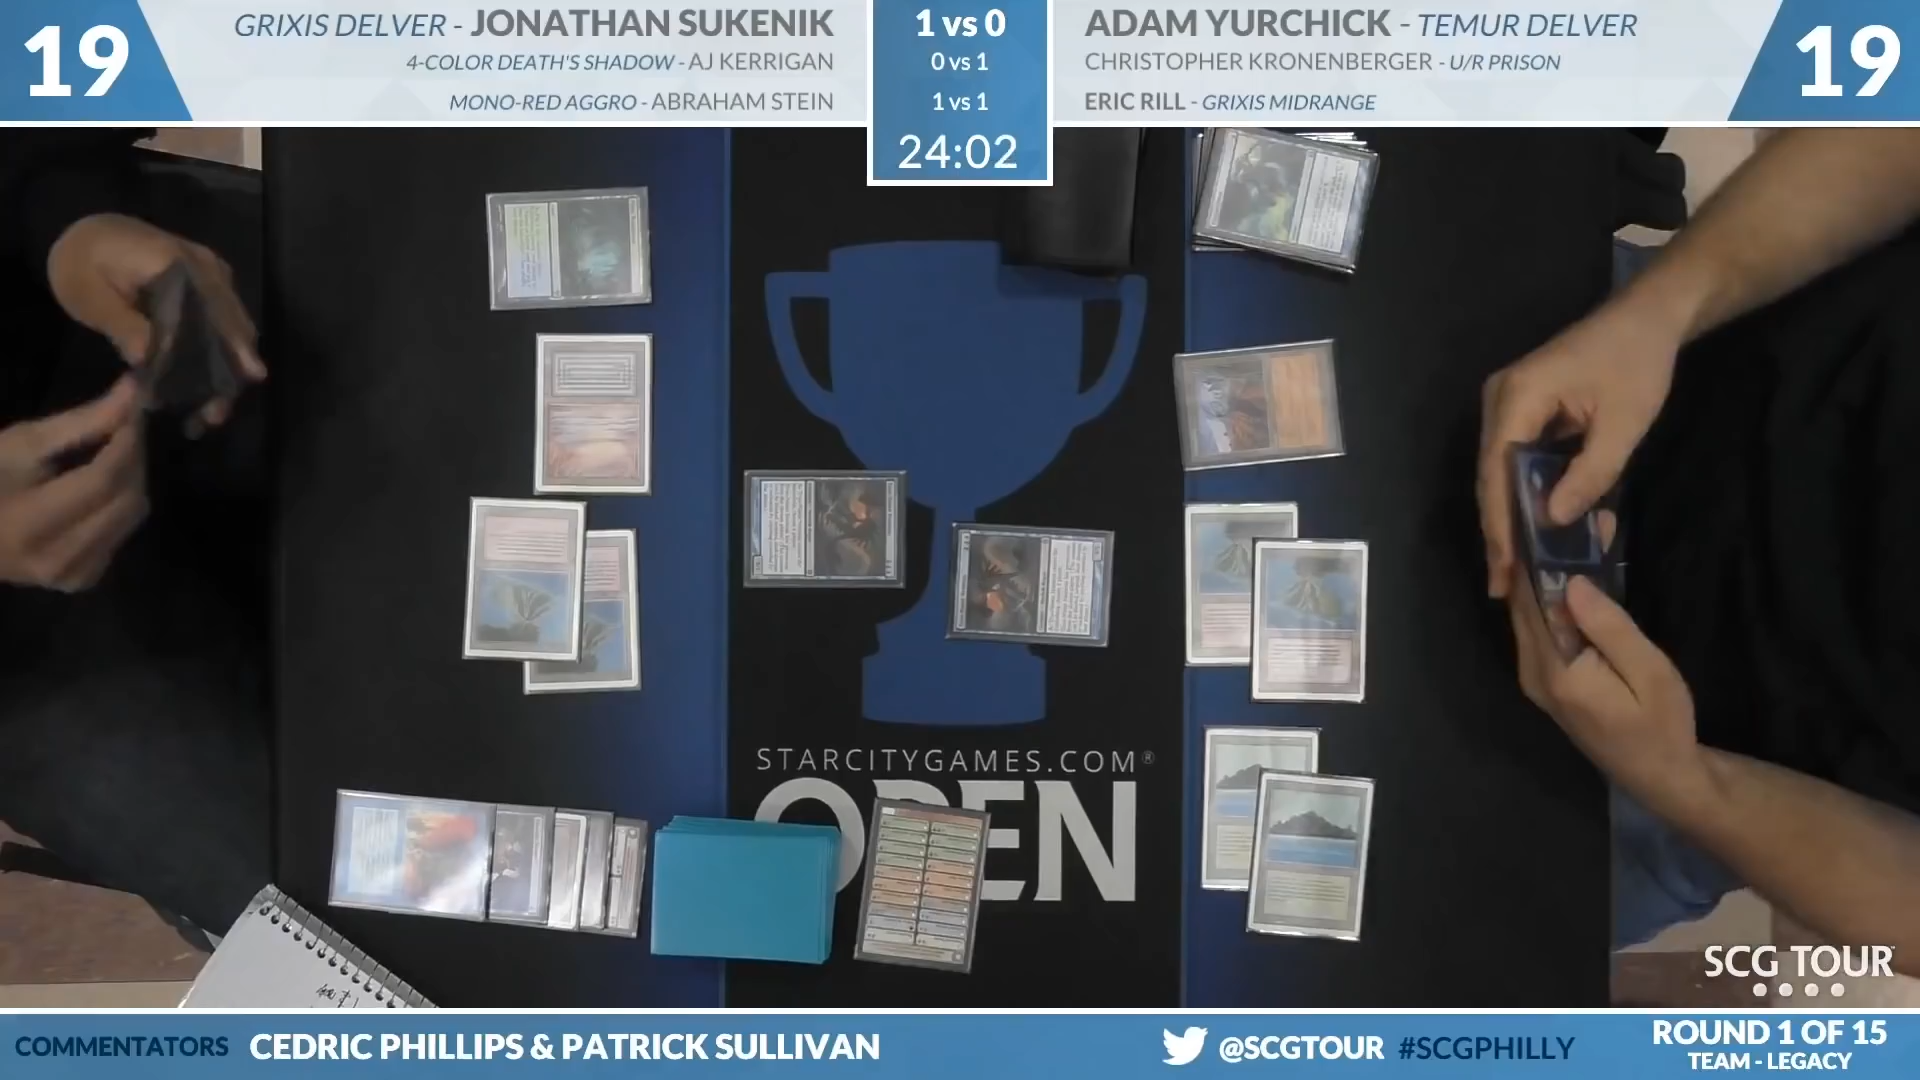 19
GRIXIS DELVER - JONATHAN SUKENIK
4-COLOR DEATH'S SHADOW - AJ KERRIGAN
MONO-RED AGGRO - ABRAHAM STEIN
1 vs 0
0 vs 1
1 vs 1
24:02
ADAM YURCHICK - TEMUR DELVER
CHRISTOPHER KRONENBERGER - U/R PRISON
ERIC RILL - GRIXIS MIDRANGE
19
STARCITYGAMES.COM®
OPEN
SCG TOUR
COMMENTATORS CEDRIC PHILLIPS & PATRICK SULLIVAN
@SCGTOUR #SCGPHILLY
ROUND 1 OF 15
TEAM - LEGACY